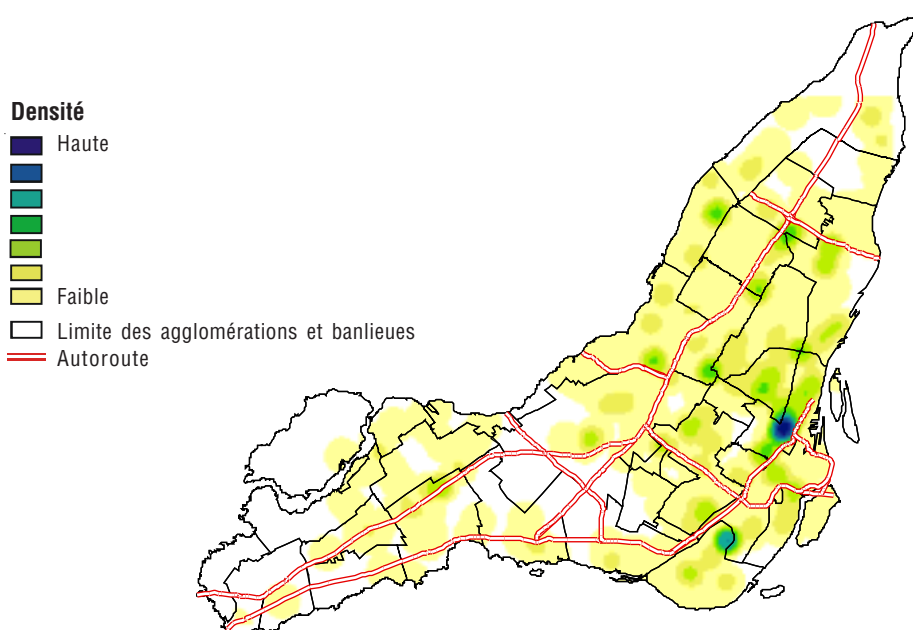 Densité
Haute
Faible
Limite des agglomérations et banlieues
Autoroute